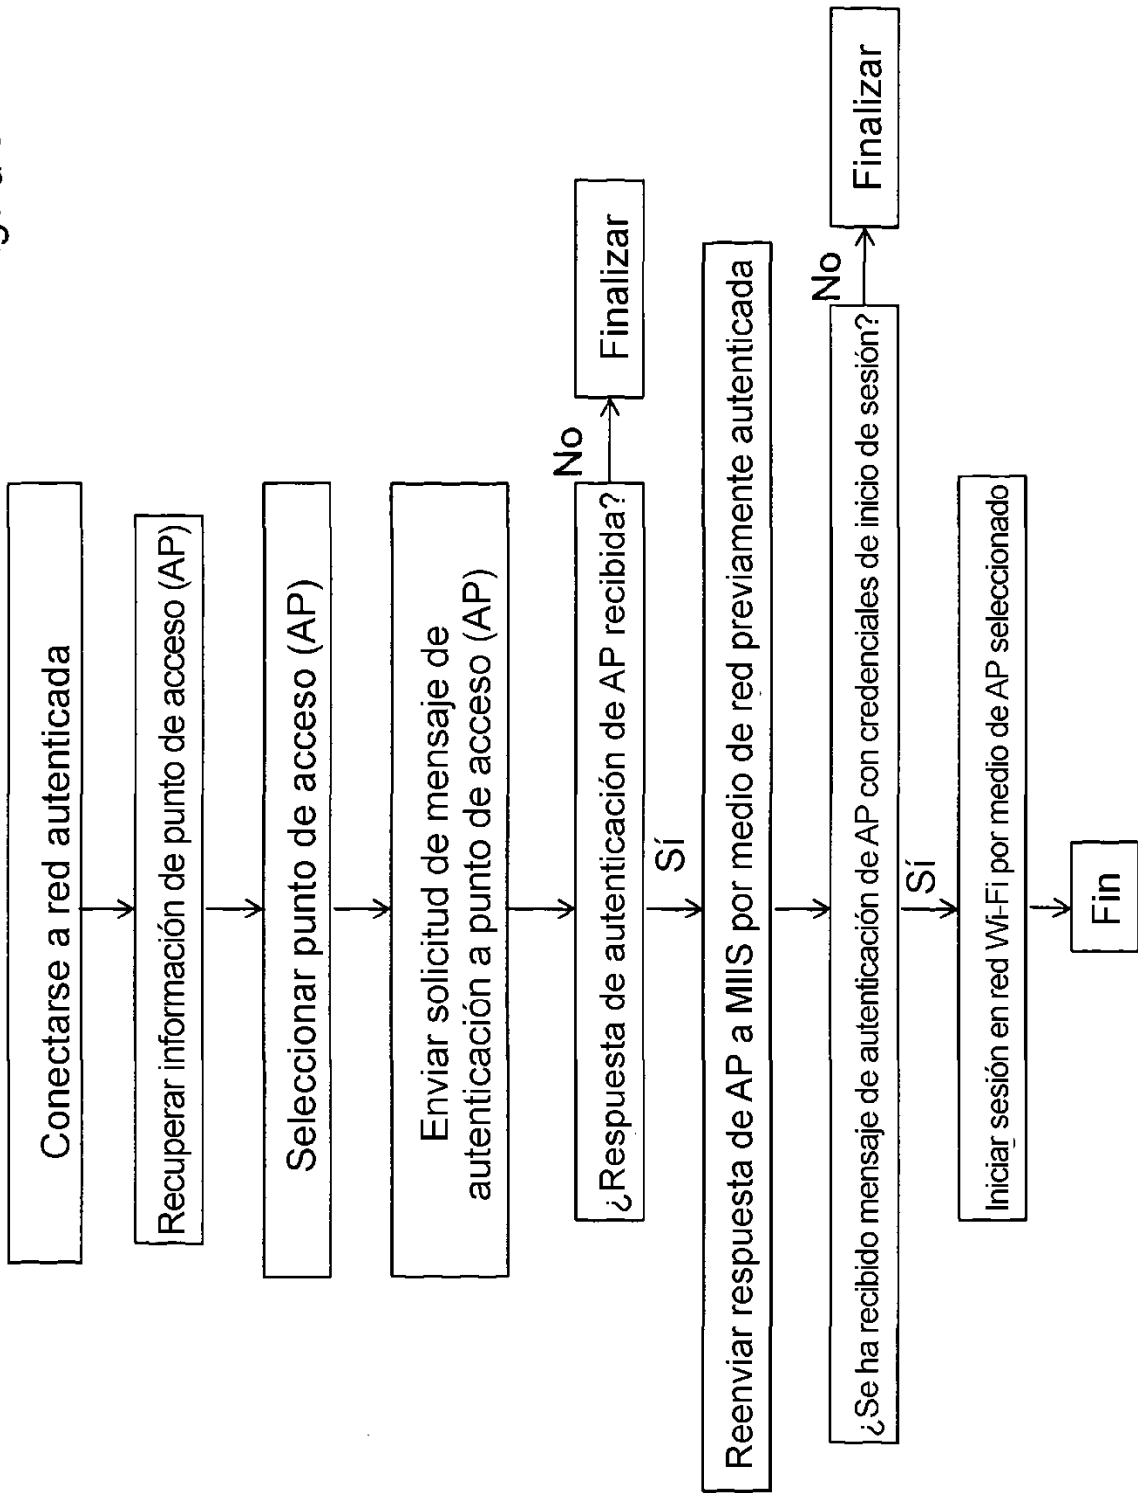 Conectarse a red autenticada
Recuperar información de punto de acceso (AP)
Seleccionar punto de acceso (AP)
Enviar solicitud de mensaje de
autenticación a punto de acceso (AP)
¿Respuesta de autenticación de AP recibida?
No
Finalizar
Sí
Reenviar respuesta de AP a MIIS por medio de red previamente autenticada
¿Se ha recibido mensaje de autenticación de AP con credenciales de inicio de sesión?
No
Finalizar
Sí
Iniciar sesión en red Wi-Fi por medio de AP seleccionado
Fin